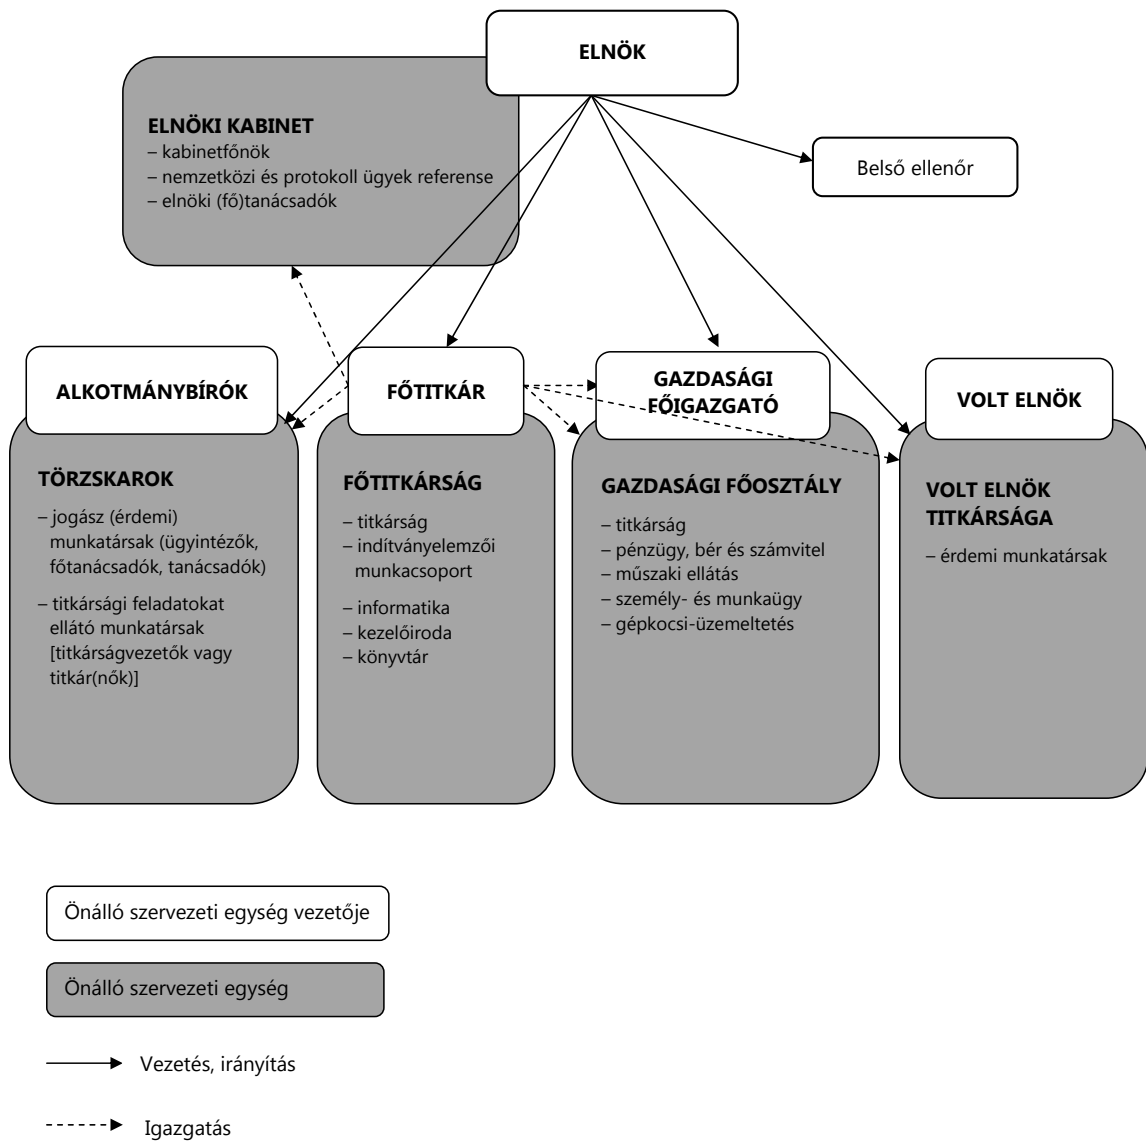 ELNÖK
ELNÖKI KABINET
– kabinetfőnök
– nemzetközi és protokoll ügyek referense
– elnöki (fő)tanácsadók
Belső ellenőr
ALKOTMÁNYBÍRÓK
TÖRZSKAROK
– jogász (érdemi)
munkatársak (ügyintézők,
főtanácsadók, tanácsadók)
– titkársági feladatokat
ellátó munkatársak
[titkárságvezetők vagy
titkár(nők)]
FŐTITKÁR
FŐTITKÁRSÁG
– titkárság
– indítványelemzői
munkacsoport
– informatika
– kezelőiroda
– könyvtár
GAZDASÁGI
FŐIGAZGATÓ
GAZDASÁGI FŐOSZTÁLY
– titkárság
– pénzügy, bér és számvitel
– műszaki ellátás
– személy- és munkaügy
– gépkocsi-üzemeltetés
VOLT ELNÖK
VOLT ELNÖK
TITKÁRSÁGA
– érdemi munkatársak
Önálló szervezeti egység vezetője
Önálló szervezeti egység
Vezetés, irányítás
Igazgatás